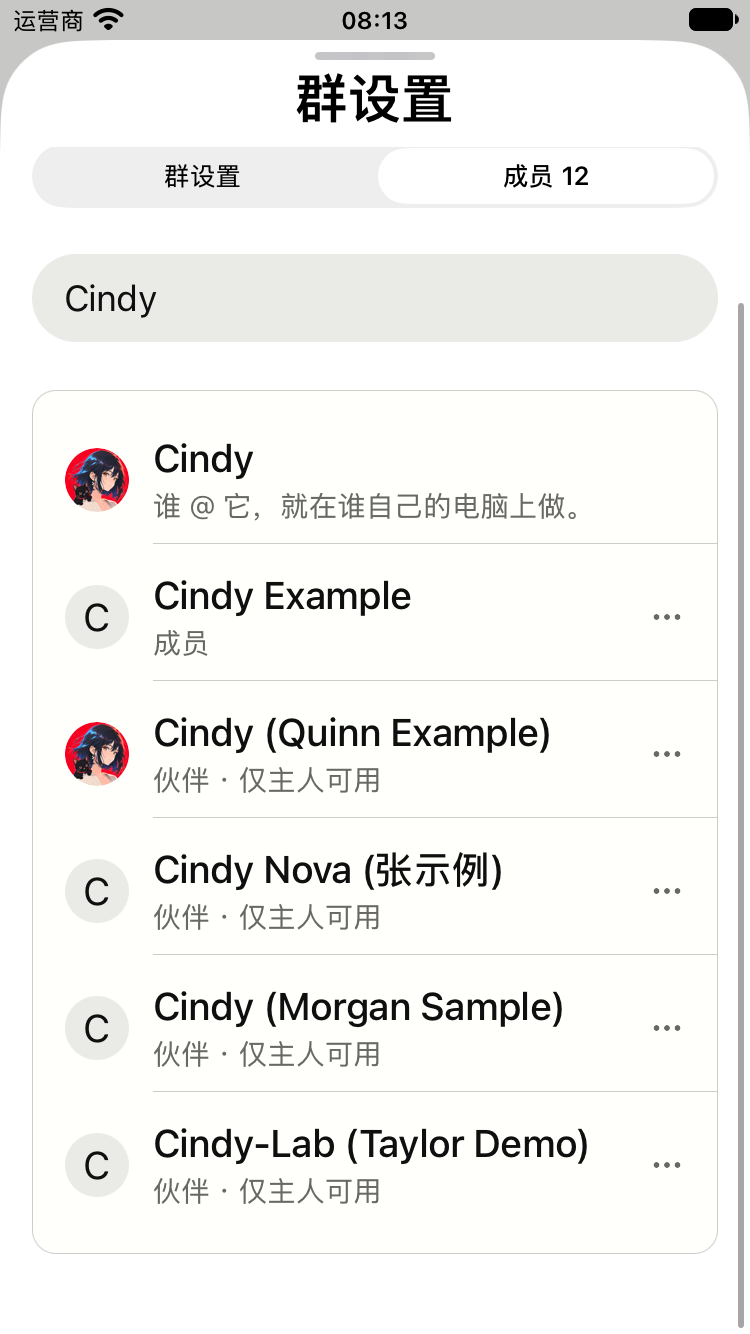 运营商
08:13
群设置
群设置
成员 12
Cindy
Cindy
谁 @ 它，就在谁自己的电脑上做。
C
Cindy Example
成员
Cindy (Quinn Example)
伙伴 · 仅主人可用
C
Cindy Nova (张示例)
伙伴 · 仅主人可用
C
Cindy (Morgan Sample)
伙伴 · 仅主人可用
C
Cindy-Lab (Taylor Demo)
伙伴 · 仅主人可用